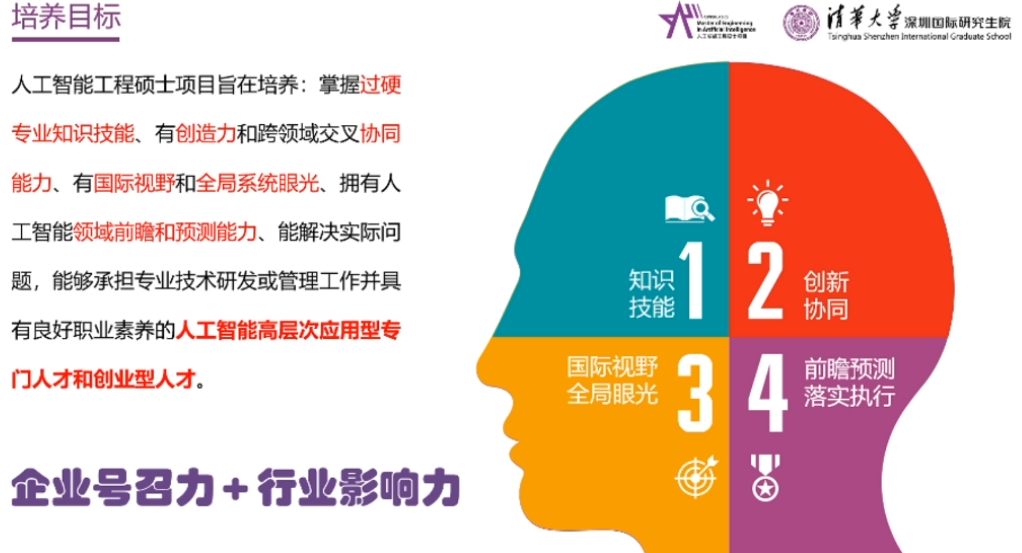 培养目标
Master of Engineering
in Artificial Intelligence
人工智能工程硕士项目
清华大学深圳国际研究生院
Tsinghua Shenzhen International Graduate School
人工智能工程硕士项目旨在培养：掌握过硬
专业知识技能、有创造力和跨领域交叉协同
能力、有国际视野和全局系统眼光、拥有人
工智能领域前瞻和预测能力、能解决实际问
题，能够承担专业技术研发或管理工作并具
有良好职业素养的人工智能高层次应用型专
门人才和创业型人才。
企业号召力+行业影响力
知识
技能
1
2
创新
协同
国际视野
全局眼光
3
4
前瞻预测
落实执行